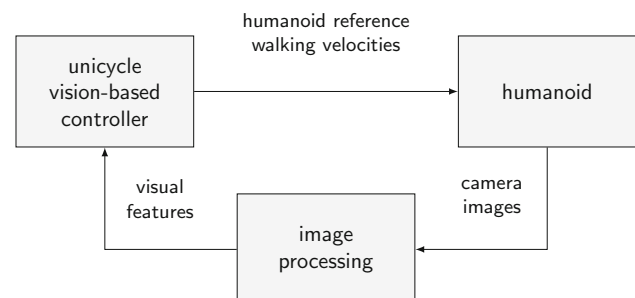 humanoid reference
walking velocities
unicycle
vision-based
controller
humanoid
visual
features
camera
images
image
processing